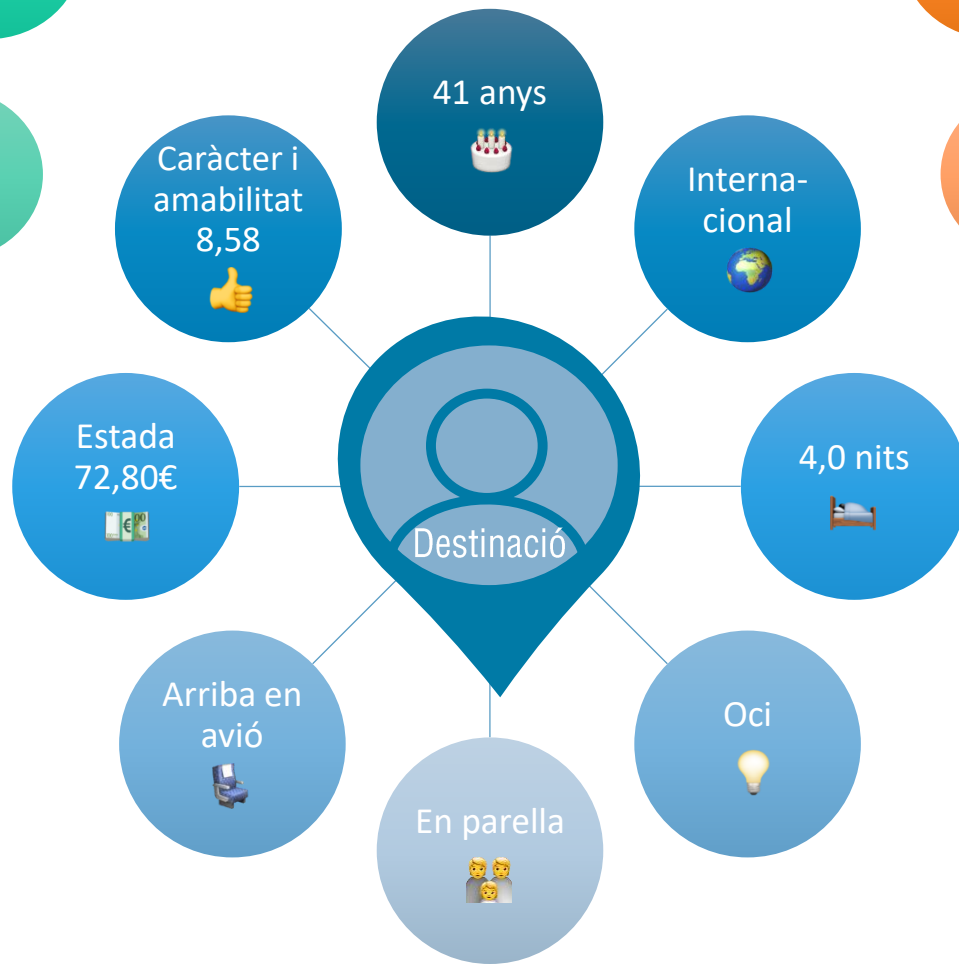 41 anys
Caràcter i
amabilitat
8,58
Interna-
cional
Estada
72,80€
4,0 nits
Destinació
Arriba en
avió
Oci
En parella